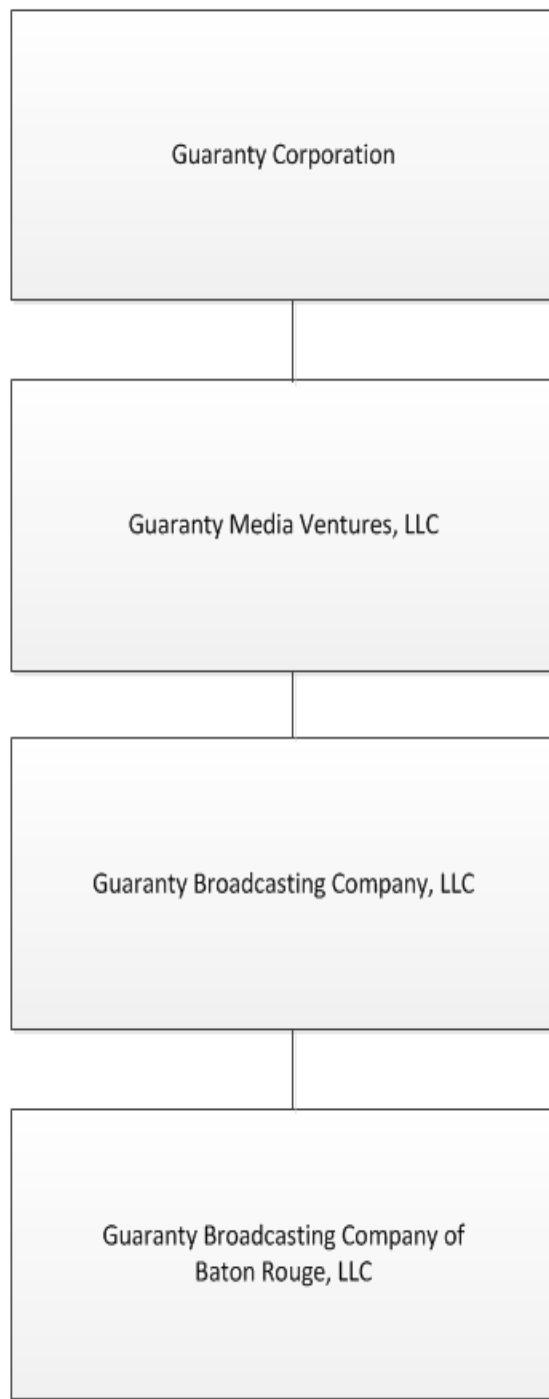 Guaranty Corporation
Guaranty Media Ventures, LLC
Guaranty Broadcasting Company, LLC
Guaranty Broadcasting Company of
Baton Rouge, LLC